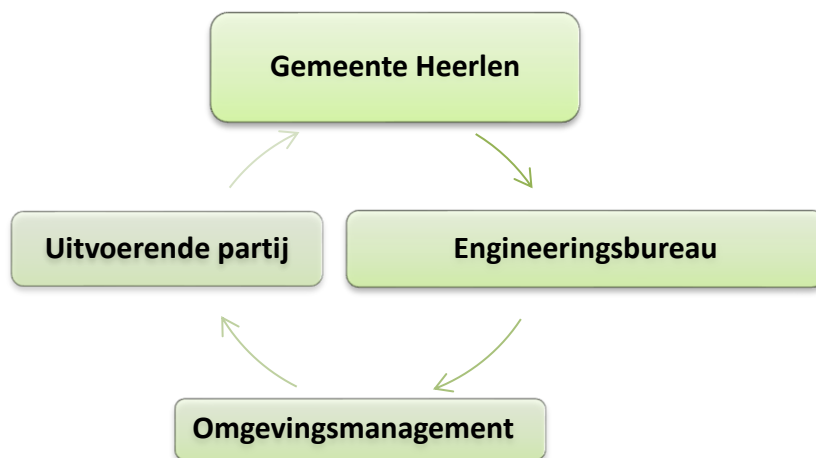 Gemeente Heerlen
Uitvoerende partij
Engineeringsbureau
Omgevingsmanagement